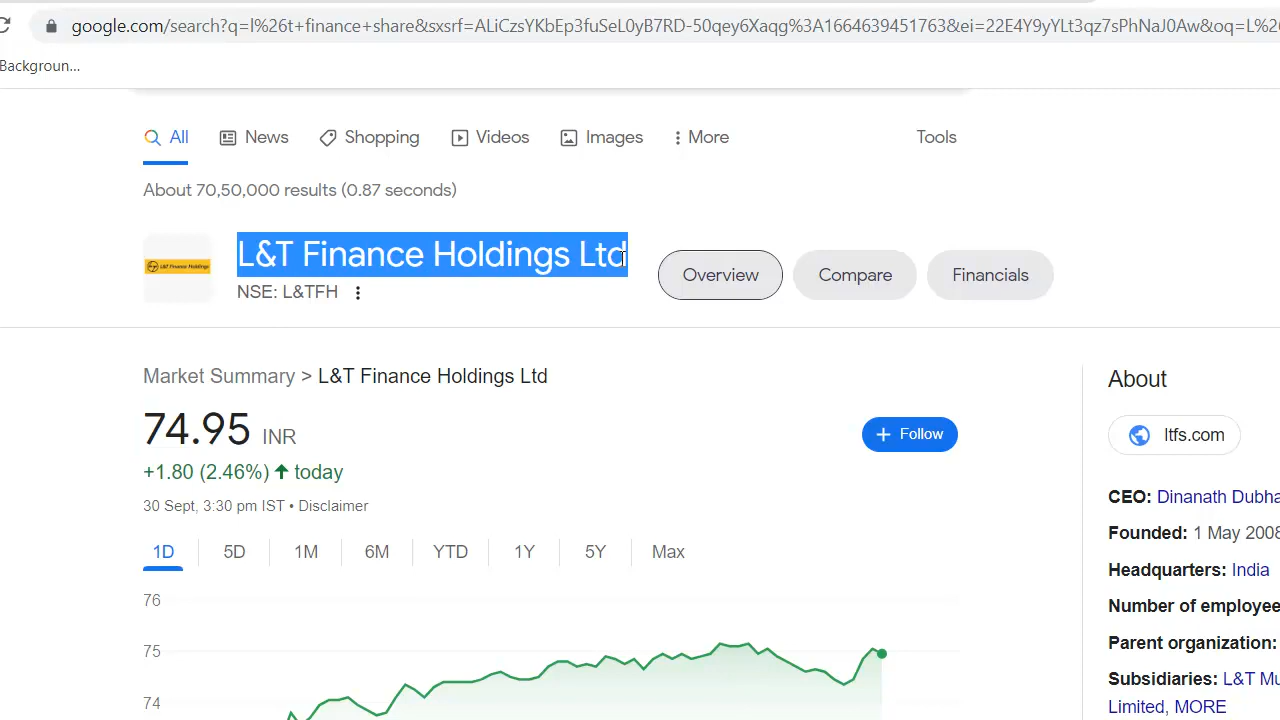 google.com/search?q=l%26t+finance+share&sxsrf=ALiCzsYKbEp3fuSeL0yB7RD-50qey6Xaqg%3A1664639451763&ei=22E4Y9yYLt3qz7sPhNaJ0Aw&oq=L%2
Backgroun...
All News Shopping Videos Images More Tools
About 70,50,000 results (0.87 seconds)
L&T Finance Holdings
L&T Finance Holdings Ltd
NSE: L&TFH
Overview Compare Financials
Market Summary > L&T Finance Holdings Ltd
74.95 INR
+1.80 (2.46%) today
30 Sept, 3:30 pm IST • Disclaimer
+ Follow
1D 5D 1M 6M YTD 1Y 5Y Max
76
75
74
About
ltfs.com
CEO: Dinanath Dubha
Founded: 1 May 2008
Headquarters: India
Number of employee
Parent organization:
Subsidiaries: L&T Mu
Limited, MORE